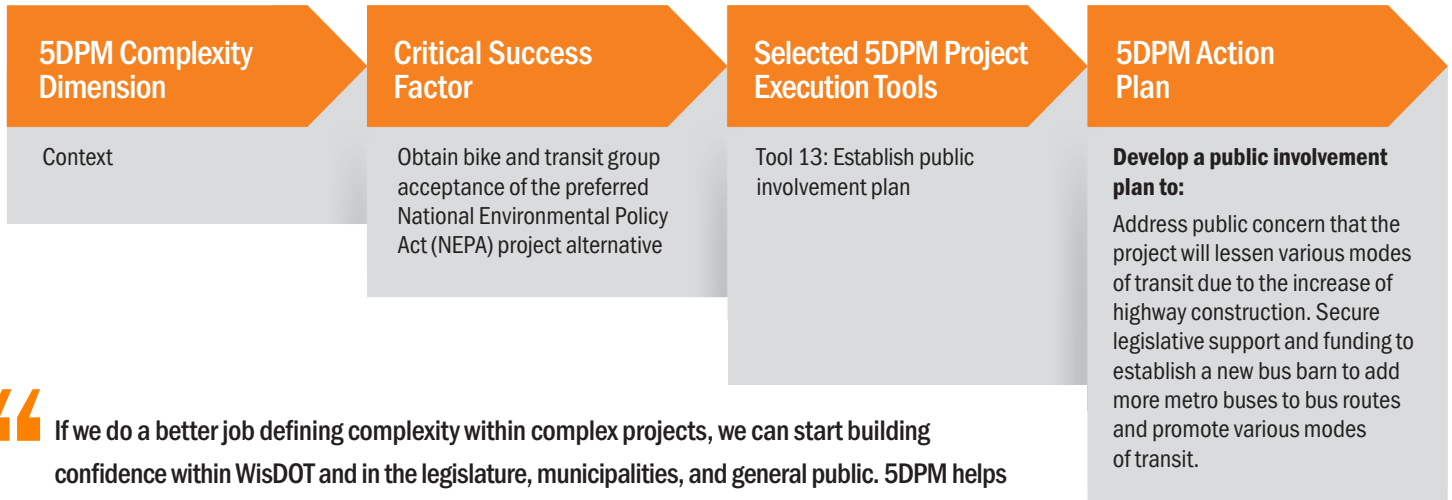 5DPM Complexity
Dimension
Context
Critical Success
Factor
Obtain bike and transit group
acceptance of the preferred
National Environmental Policy
Act (NEPA) project alternative
Selected 5DPM Project
Execution Tools
Tool 13: Establish public
involvement plan
5DPM Action
Plan
Develop a public involvement
plan to:
Address public concern that the
project will lessen various modes
of transit due to the increase of
highway construction. Secure
legislative support and funding to
establish a new bus barn to add
more metro buses to bus routes
and promote various modes
of transit.
“ If we do a better job defining complexity within complex projects, we can start building
confidence within WisDOT and in the legislature, municipalities, and general public. 5DPM helps